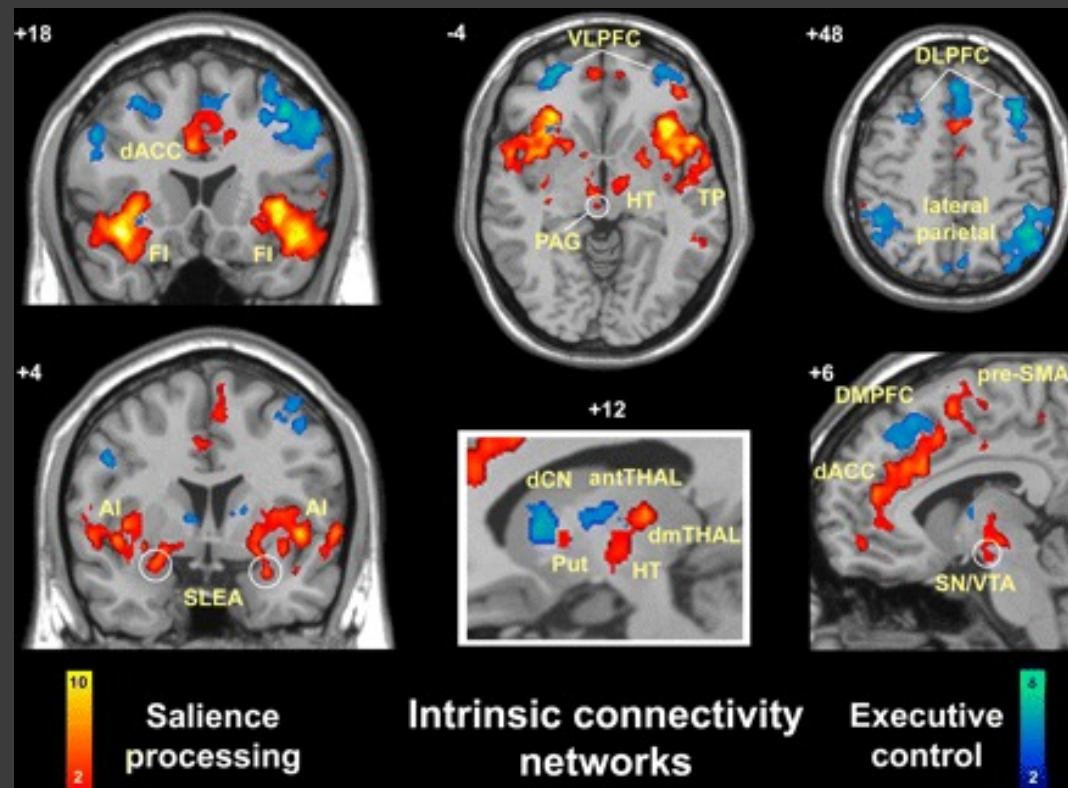 +18
dACC
FI
FI
-4
VLPFC
HT
TP
PAG
+48
DLPFC
lateral
parietal
+4
AI
AI
SLEA
+12
dCN
antTHAL
dmTHAL
Put
HT
+6
pre-SMA
DMPFC
dACC
SN/VTA
10
2
Salience
processing
Intrinsic connectivity
networks
Executive
control
2